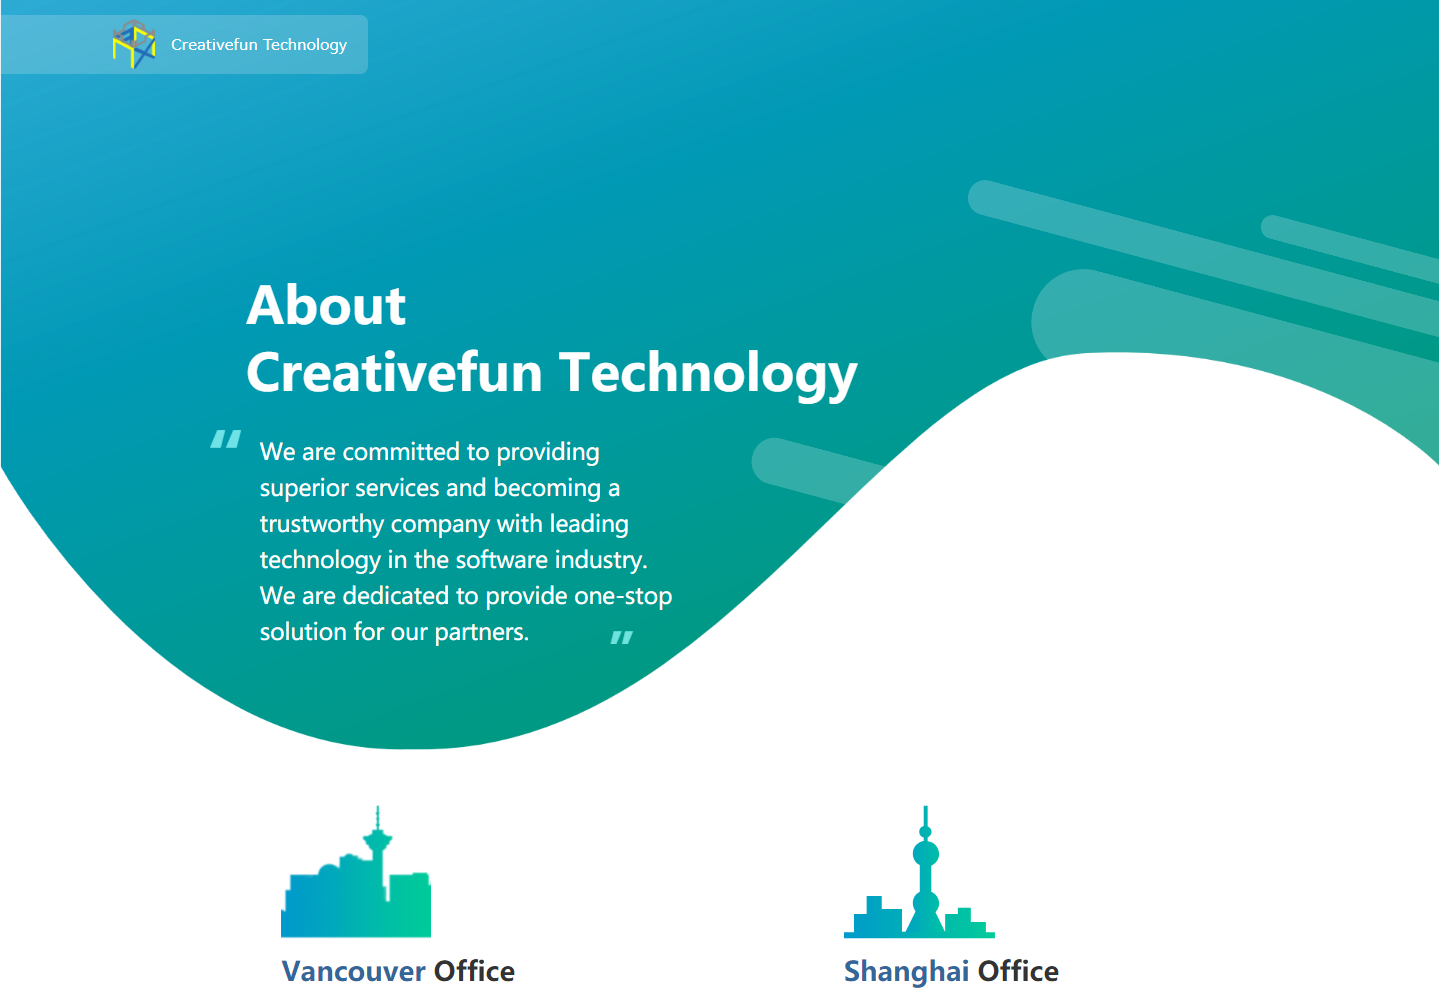 Creativefun Technology
About
Creativefun Technology
“ We are committed to providing
superior services and becoming a
trustworthy company with leading
technology in the software industry.
We are dedicated to provide one-stop
solution for our partners. ”
Vancouver Office
Shanghai Office